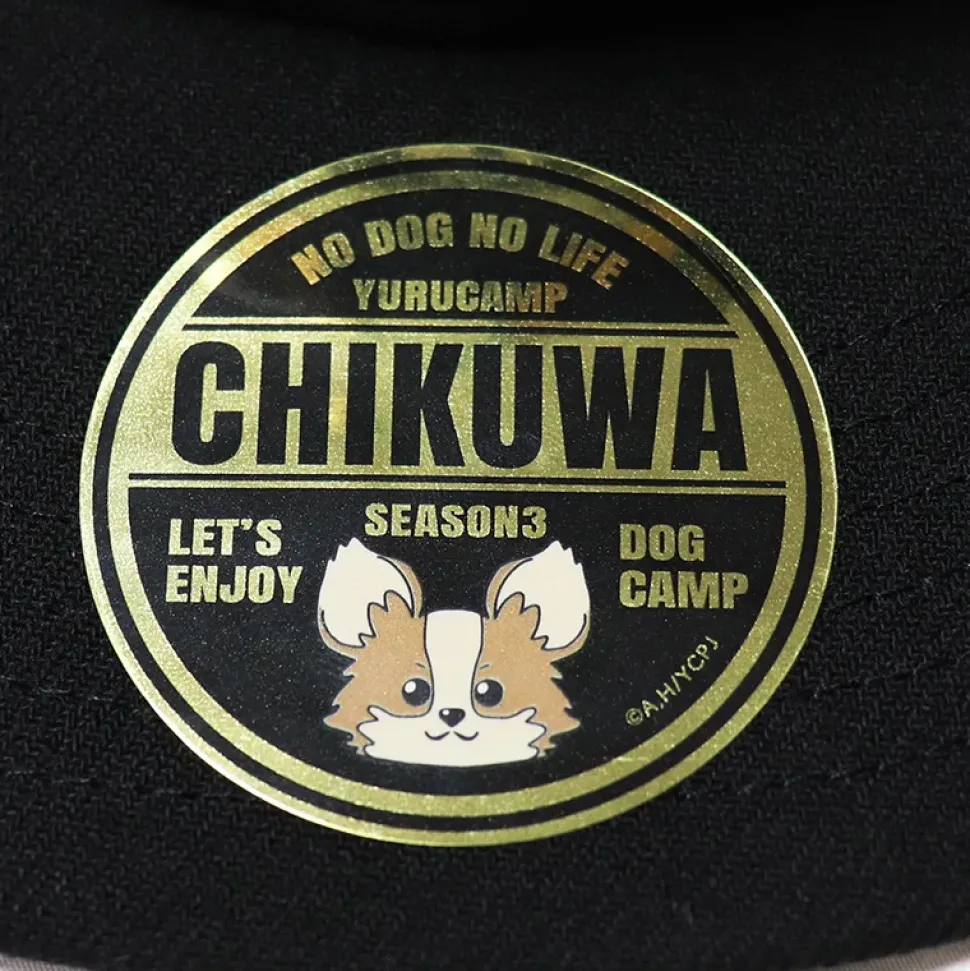 NO DOG NO LIFE
YURUCAMP
CHIKUWA
SEASON3
LET'S
ENJOY
DOG
CAMP
©A.H/YCPJ